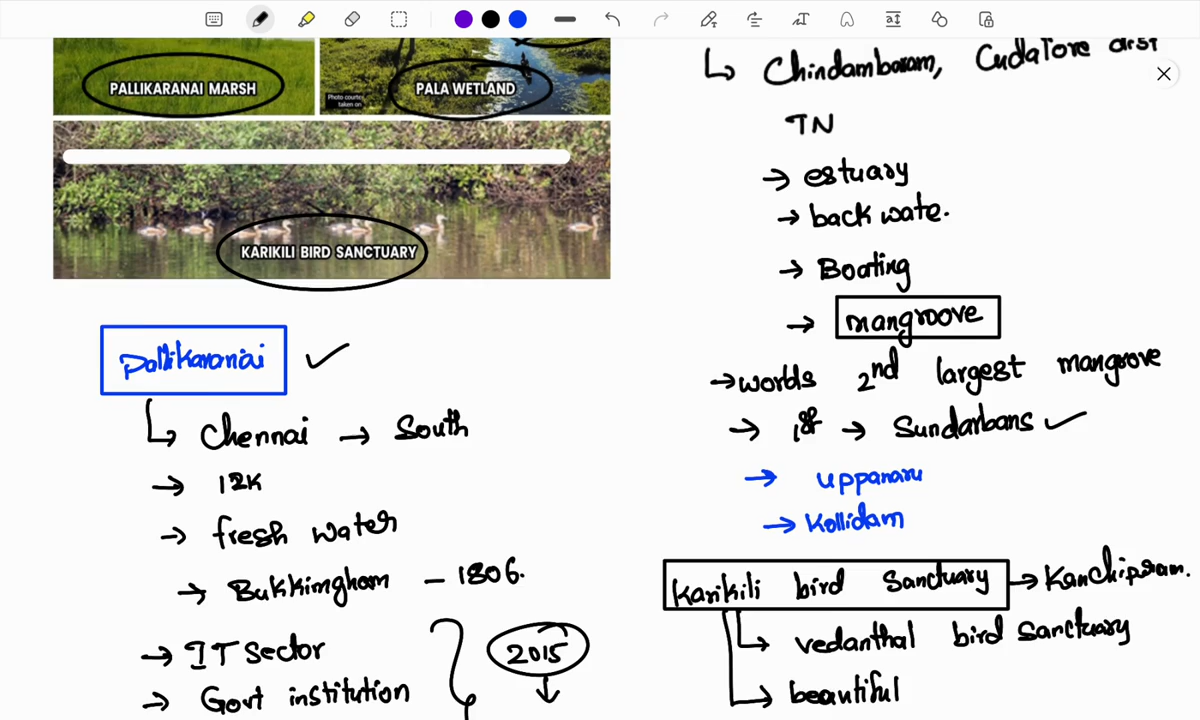 PALLIKARANAI MARSH
PALA WETLAND
Photo courte
taken on
KARIKILI BIRD SANCTUARY
Pallikaranai
↳ Chennai → South
→ 12K
→ fresh water
→ Bukkingham – 1806.
→ IT Sector
→ Govt institution
2015
↳ Chindambaram, Cudalore dist
TN
→ estuary
→ back wate.
→ Boating
→ mangroove
→ worlds 2nd largest mangrove
→ 1st → Sundarbans ✓
→ Uppanaru
→ Kollidam
Karikili bird Sanctuary → Kanchipuram.
→ vedanthal bird Sanctuary
→ beautiful